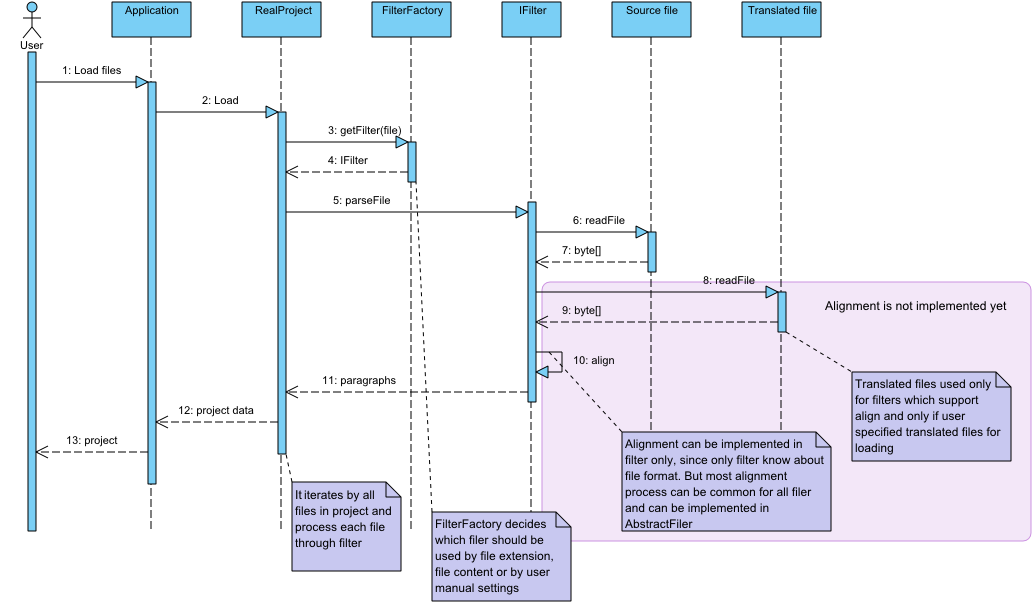 Application
RealProject
FilterFactory
IFilter
Source file
Translated file
User
1: Load files
2: Load
3: getFilter(file)
4: IFilter
5: parseFile
6: readFile
7: byte[]
8: readFile
Alignment is not implemented yet
9: byte[]
10: align
11: paragraphs
12: project data
13: project
Translated files used only
for filters which support
align and only if user
specified translated files for
loading
Alignment can be implemented in
filter only, since only filter know about
file format. But most alignment
process can be common for all filer
and can be implemented in
AbstractFiler
It iterates by all
files in project and
process each file
through filter
FilterFactory decides
which filer should be
used by file extension,
file content or by user
manual settings